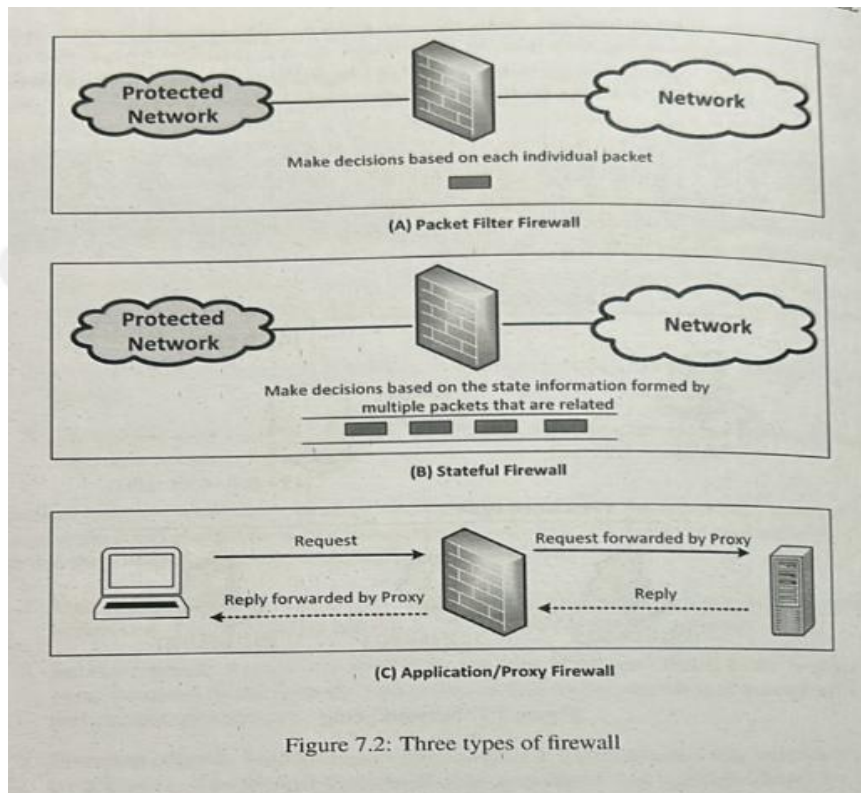 Protected
Network
Network
Make decisions based on each individual packet
(A) Packet Filter Firewall
Protected
Network
Network
Make decisions based on the state information formed by
multiple packets that are related
(B) Stateful Firewall
Request
Request forwarded by Proxy
Reply forwarded by Proxy
Reply
(C) Application/Proxy Firewall
Figure 7.2: Three types of firewall